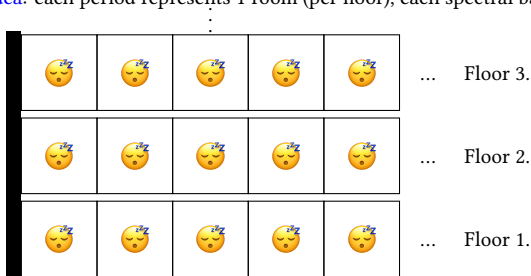 : each period represents 1 room (per floor), each spectral
⋮
... Floor 3.
... Floor 2.
... Floor 1.